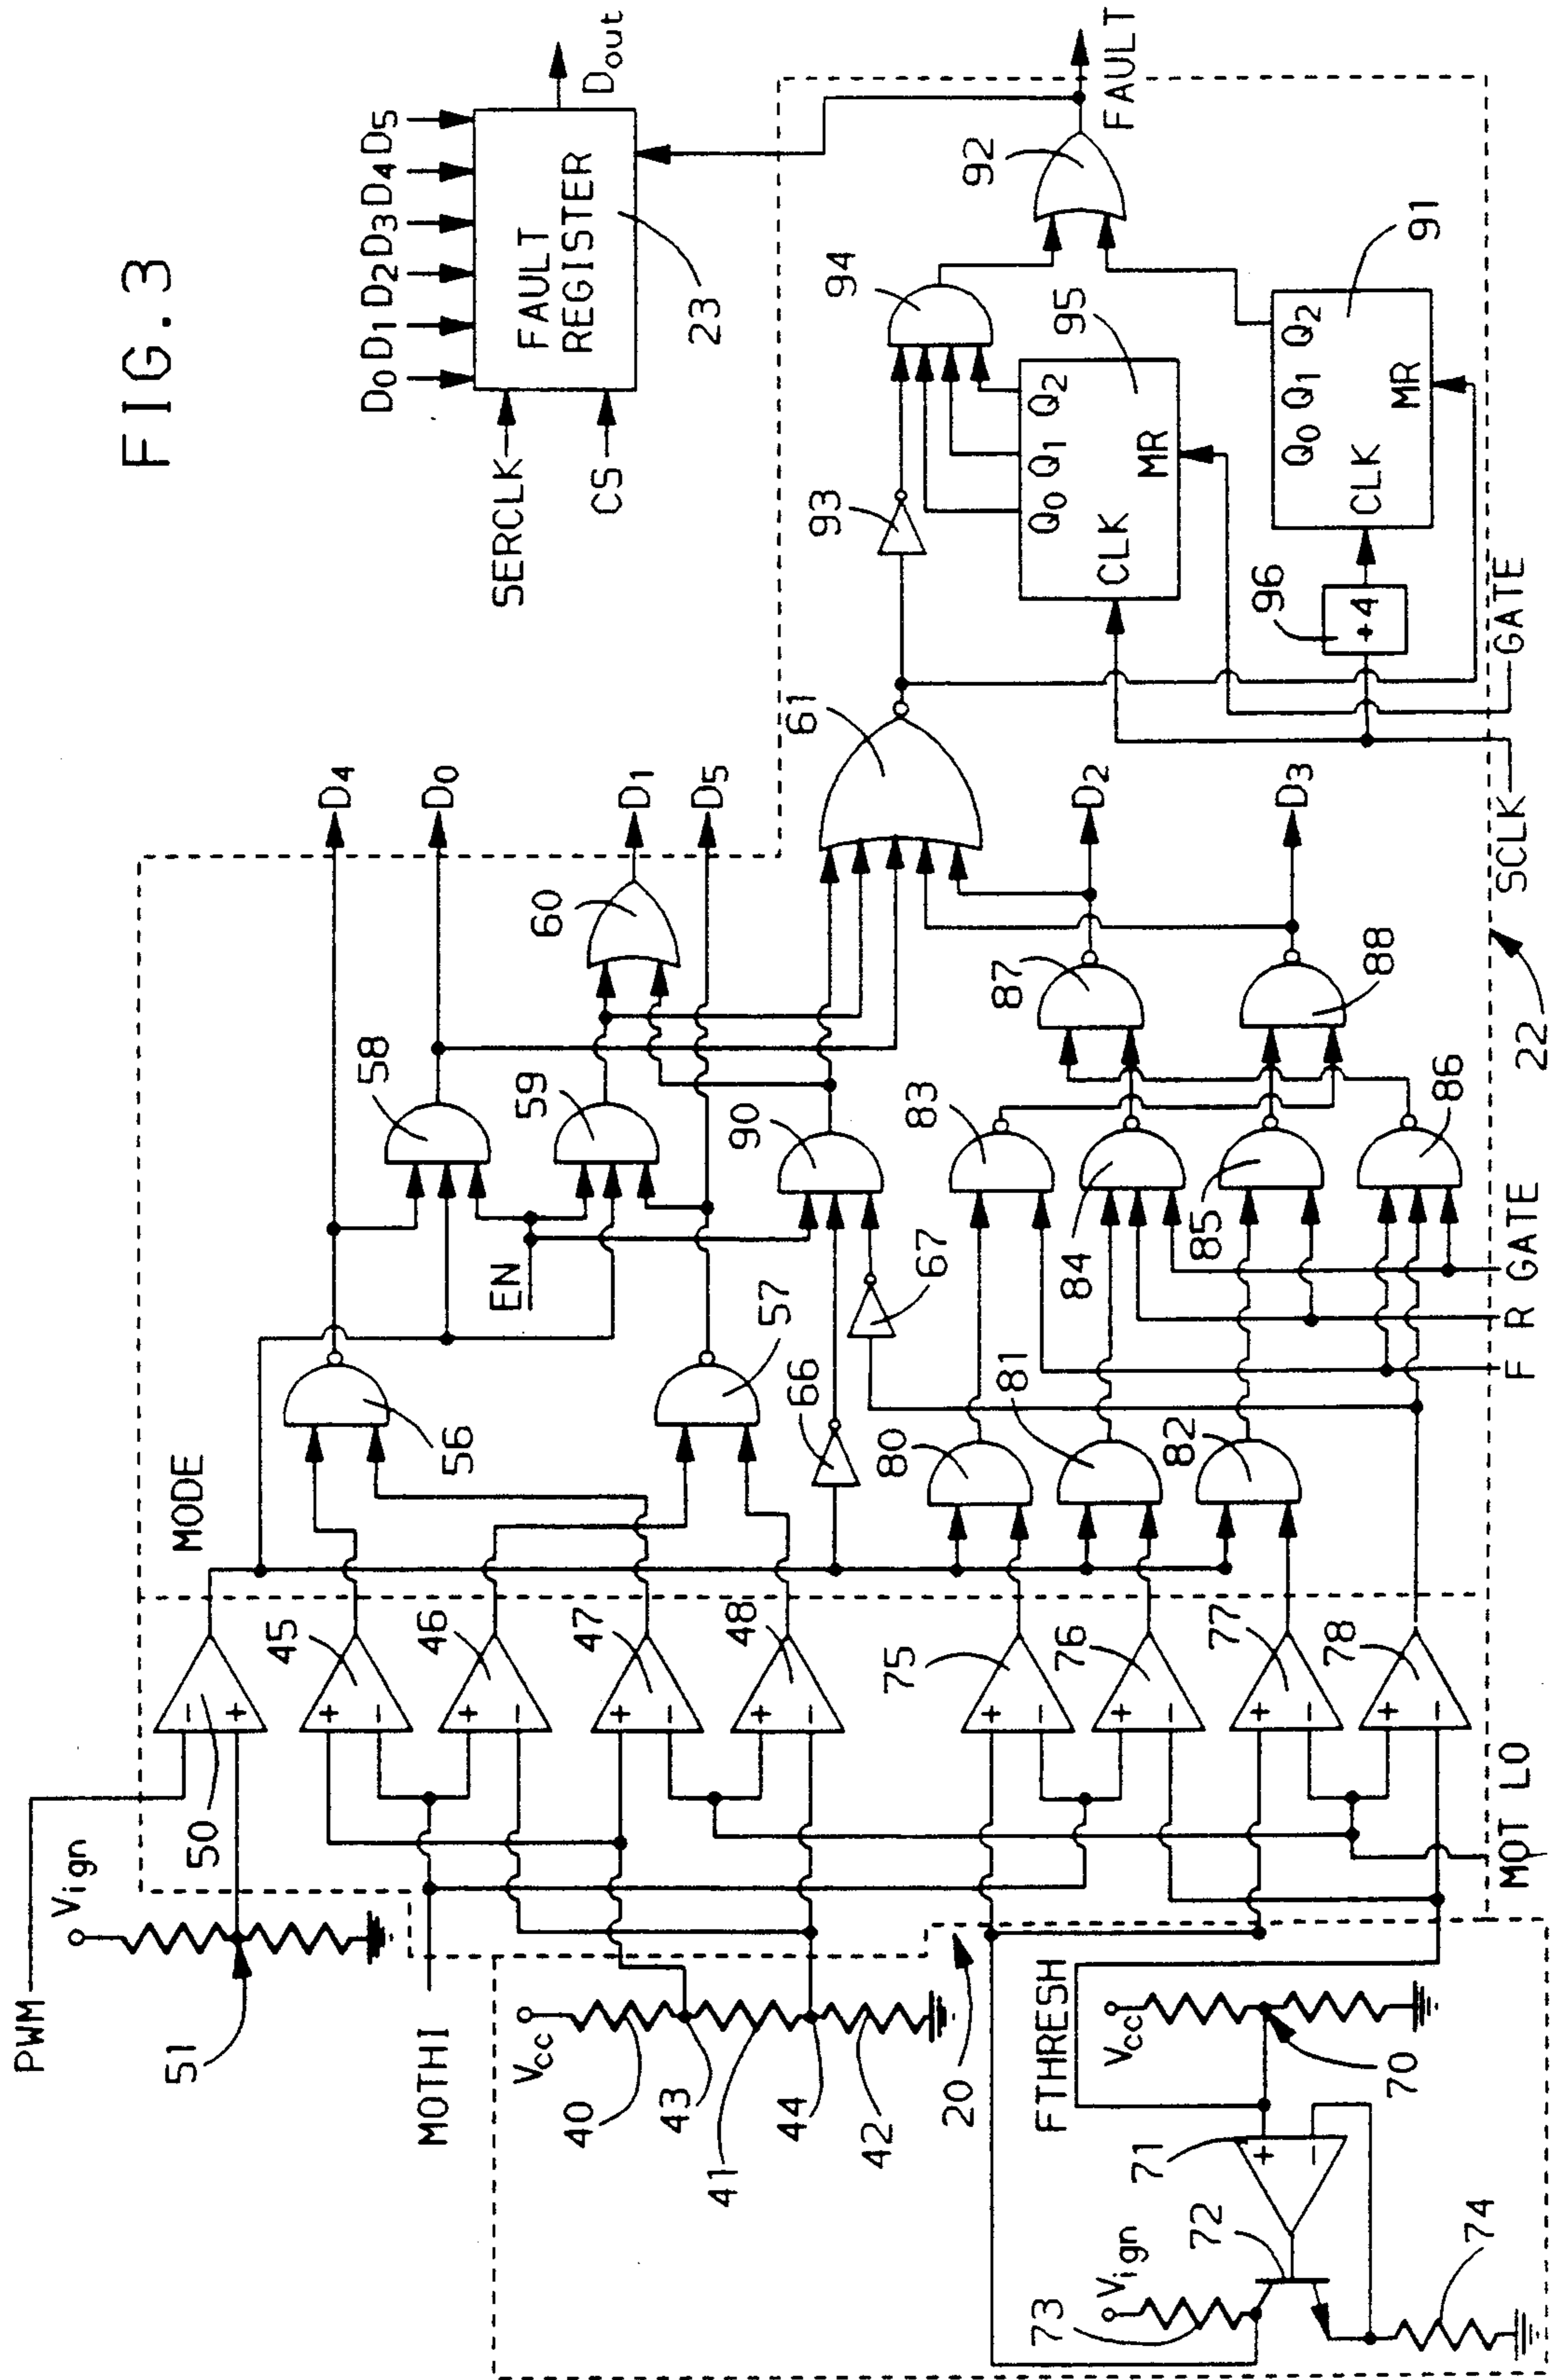 FIG. 3
D0 D1 D2 D3 D4 D5
SERCLK
CS
FAULT
REGISTER
Dout
23
PWM
Vign
51
50
MODE
MOTHI
45
46
47
48
56
57
58
59
60
EN
D4
D0
D1
D5
61
66
67
90
Vcc
40
43
41
44
42
20
FTHRESH
Vcc
70
71
72
Vign
73
74
75
76
77
78
MOT LO
80
81
82
83
84
85
86
87
88
D2
D3
F R GATE
22
SCLK
GATE
93
94
Q0 Q1 Q2
CLK
MR
95
96
÷4
Q0 Q1 Q2
CLK
MR
91
92
FAULT